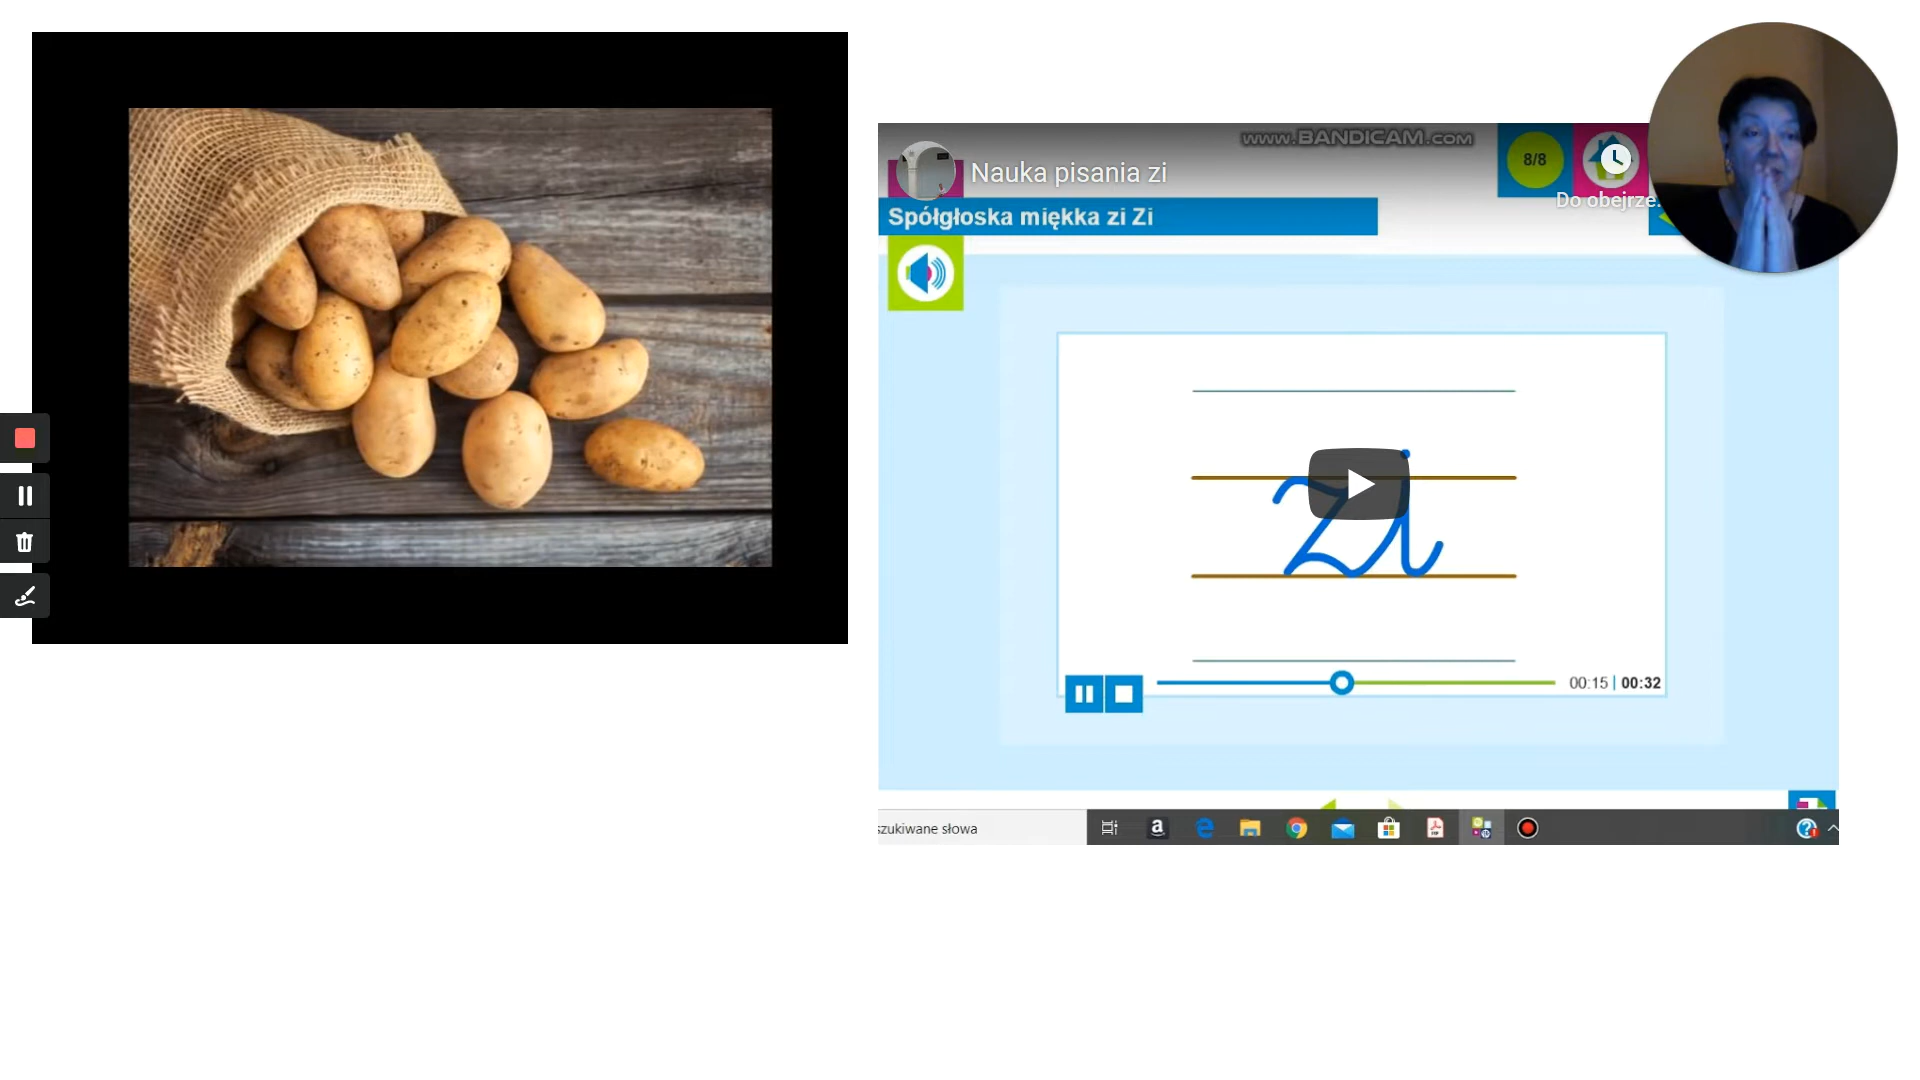 www.BANDICAM.com
8/8
Nauka pisania zi
Do obejrze.
Spółgłoska miękka zi Zi
zi
00:15 | 00:32
szukiwane słowa